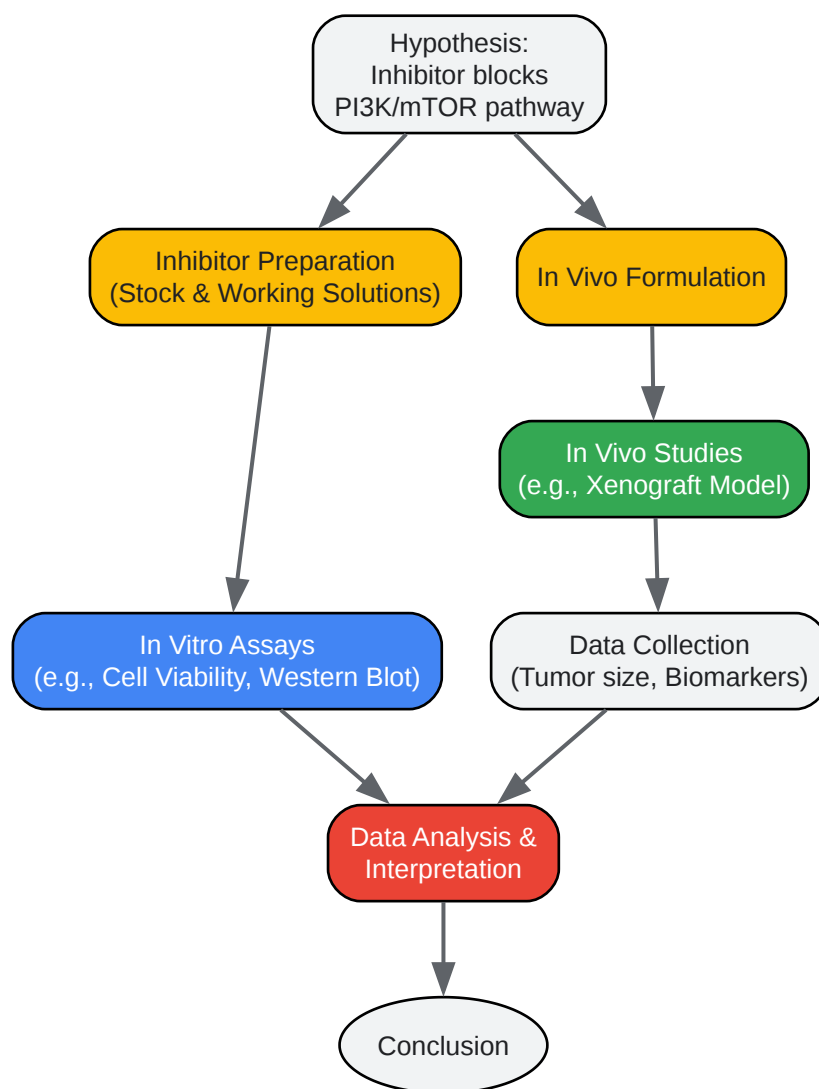 Hypothesis:
Inhibitor blocks
PI3K/mTOR pathway
Inhibitor Preparation
(Stock & Working Solutions)
In Vivo Formulation
In Vivo Studies
(e.g., Xenograft Model)
In Vitro Assays
(e.g., Cell Viability, Western Blot)
Data Collection
(Tumor size, Biomarkers)
Data Analysis &
Interpretation
Conclusion